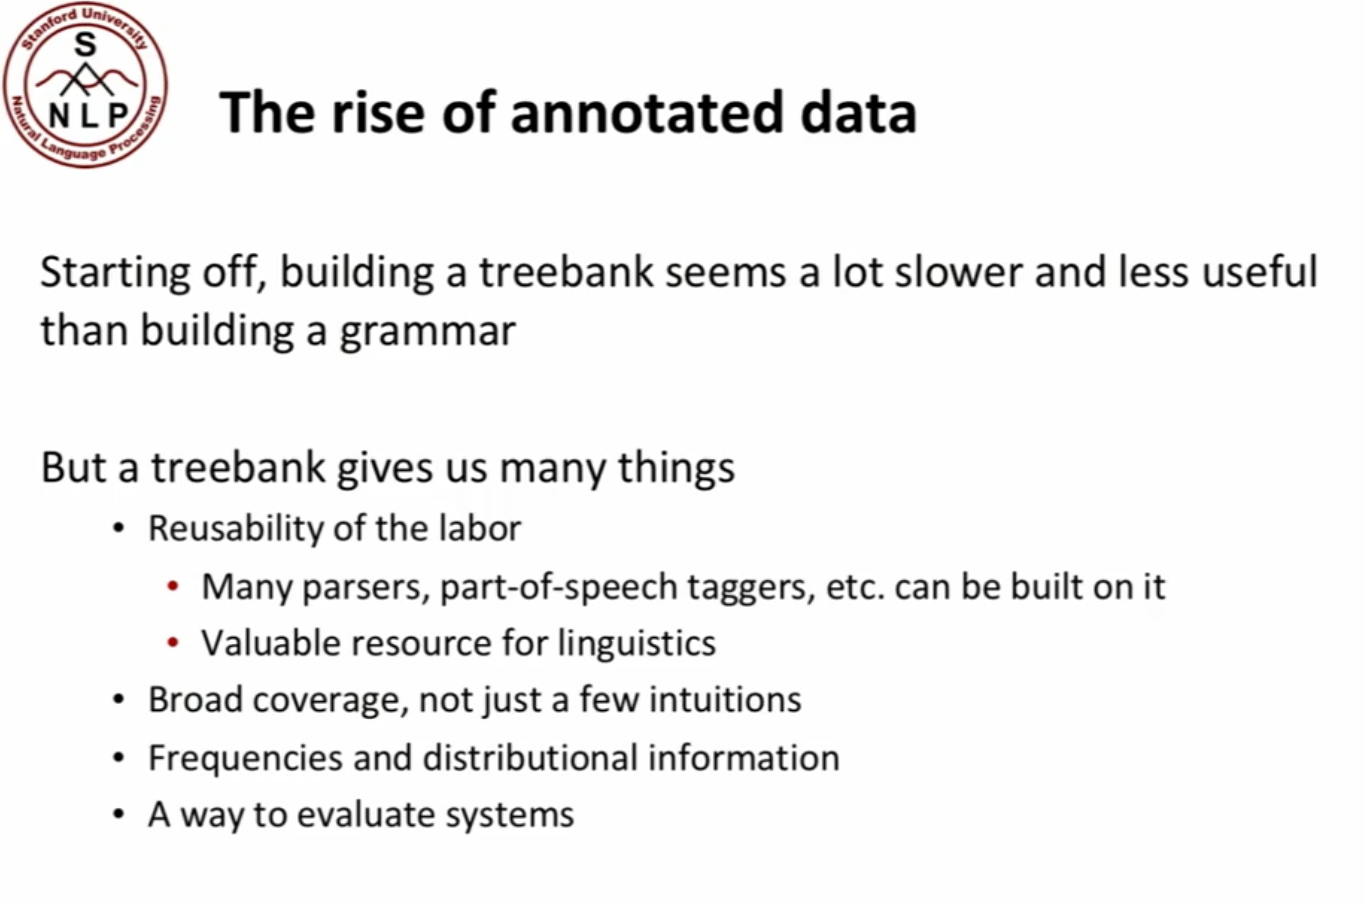 Stanford University
S
NLP
Natural Language Processing
The rise of annotated data
Starting off, building a treebank seems a lot slower and less useful
than building a grammar
But a treebank gives us many things
• Reusability of the labor
• Many parsers, part-of-speech taggers, etc. can be built on it
• Valuable resource for linguistics
• Broad coverage, not just a few intuitions
• Frequencies and distributional information
• A way to evaluate systems